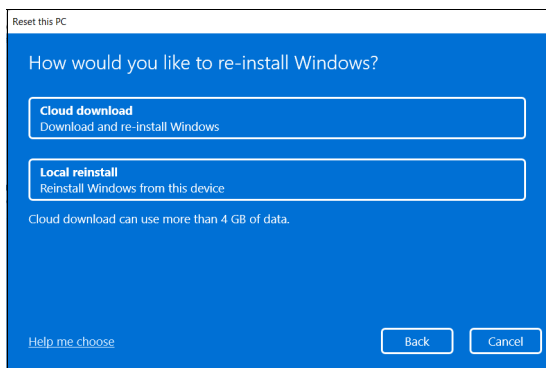 Reset this PC
How would you like to re-install Windows?
Cloud download
Download and re-install Windows
Local reinstall
Reinstall Windows from this device
Cloud download can use more than 4 GB of data.
Help me choose
Back
Cancel